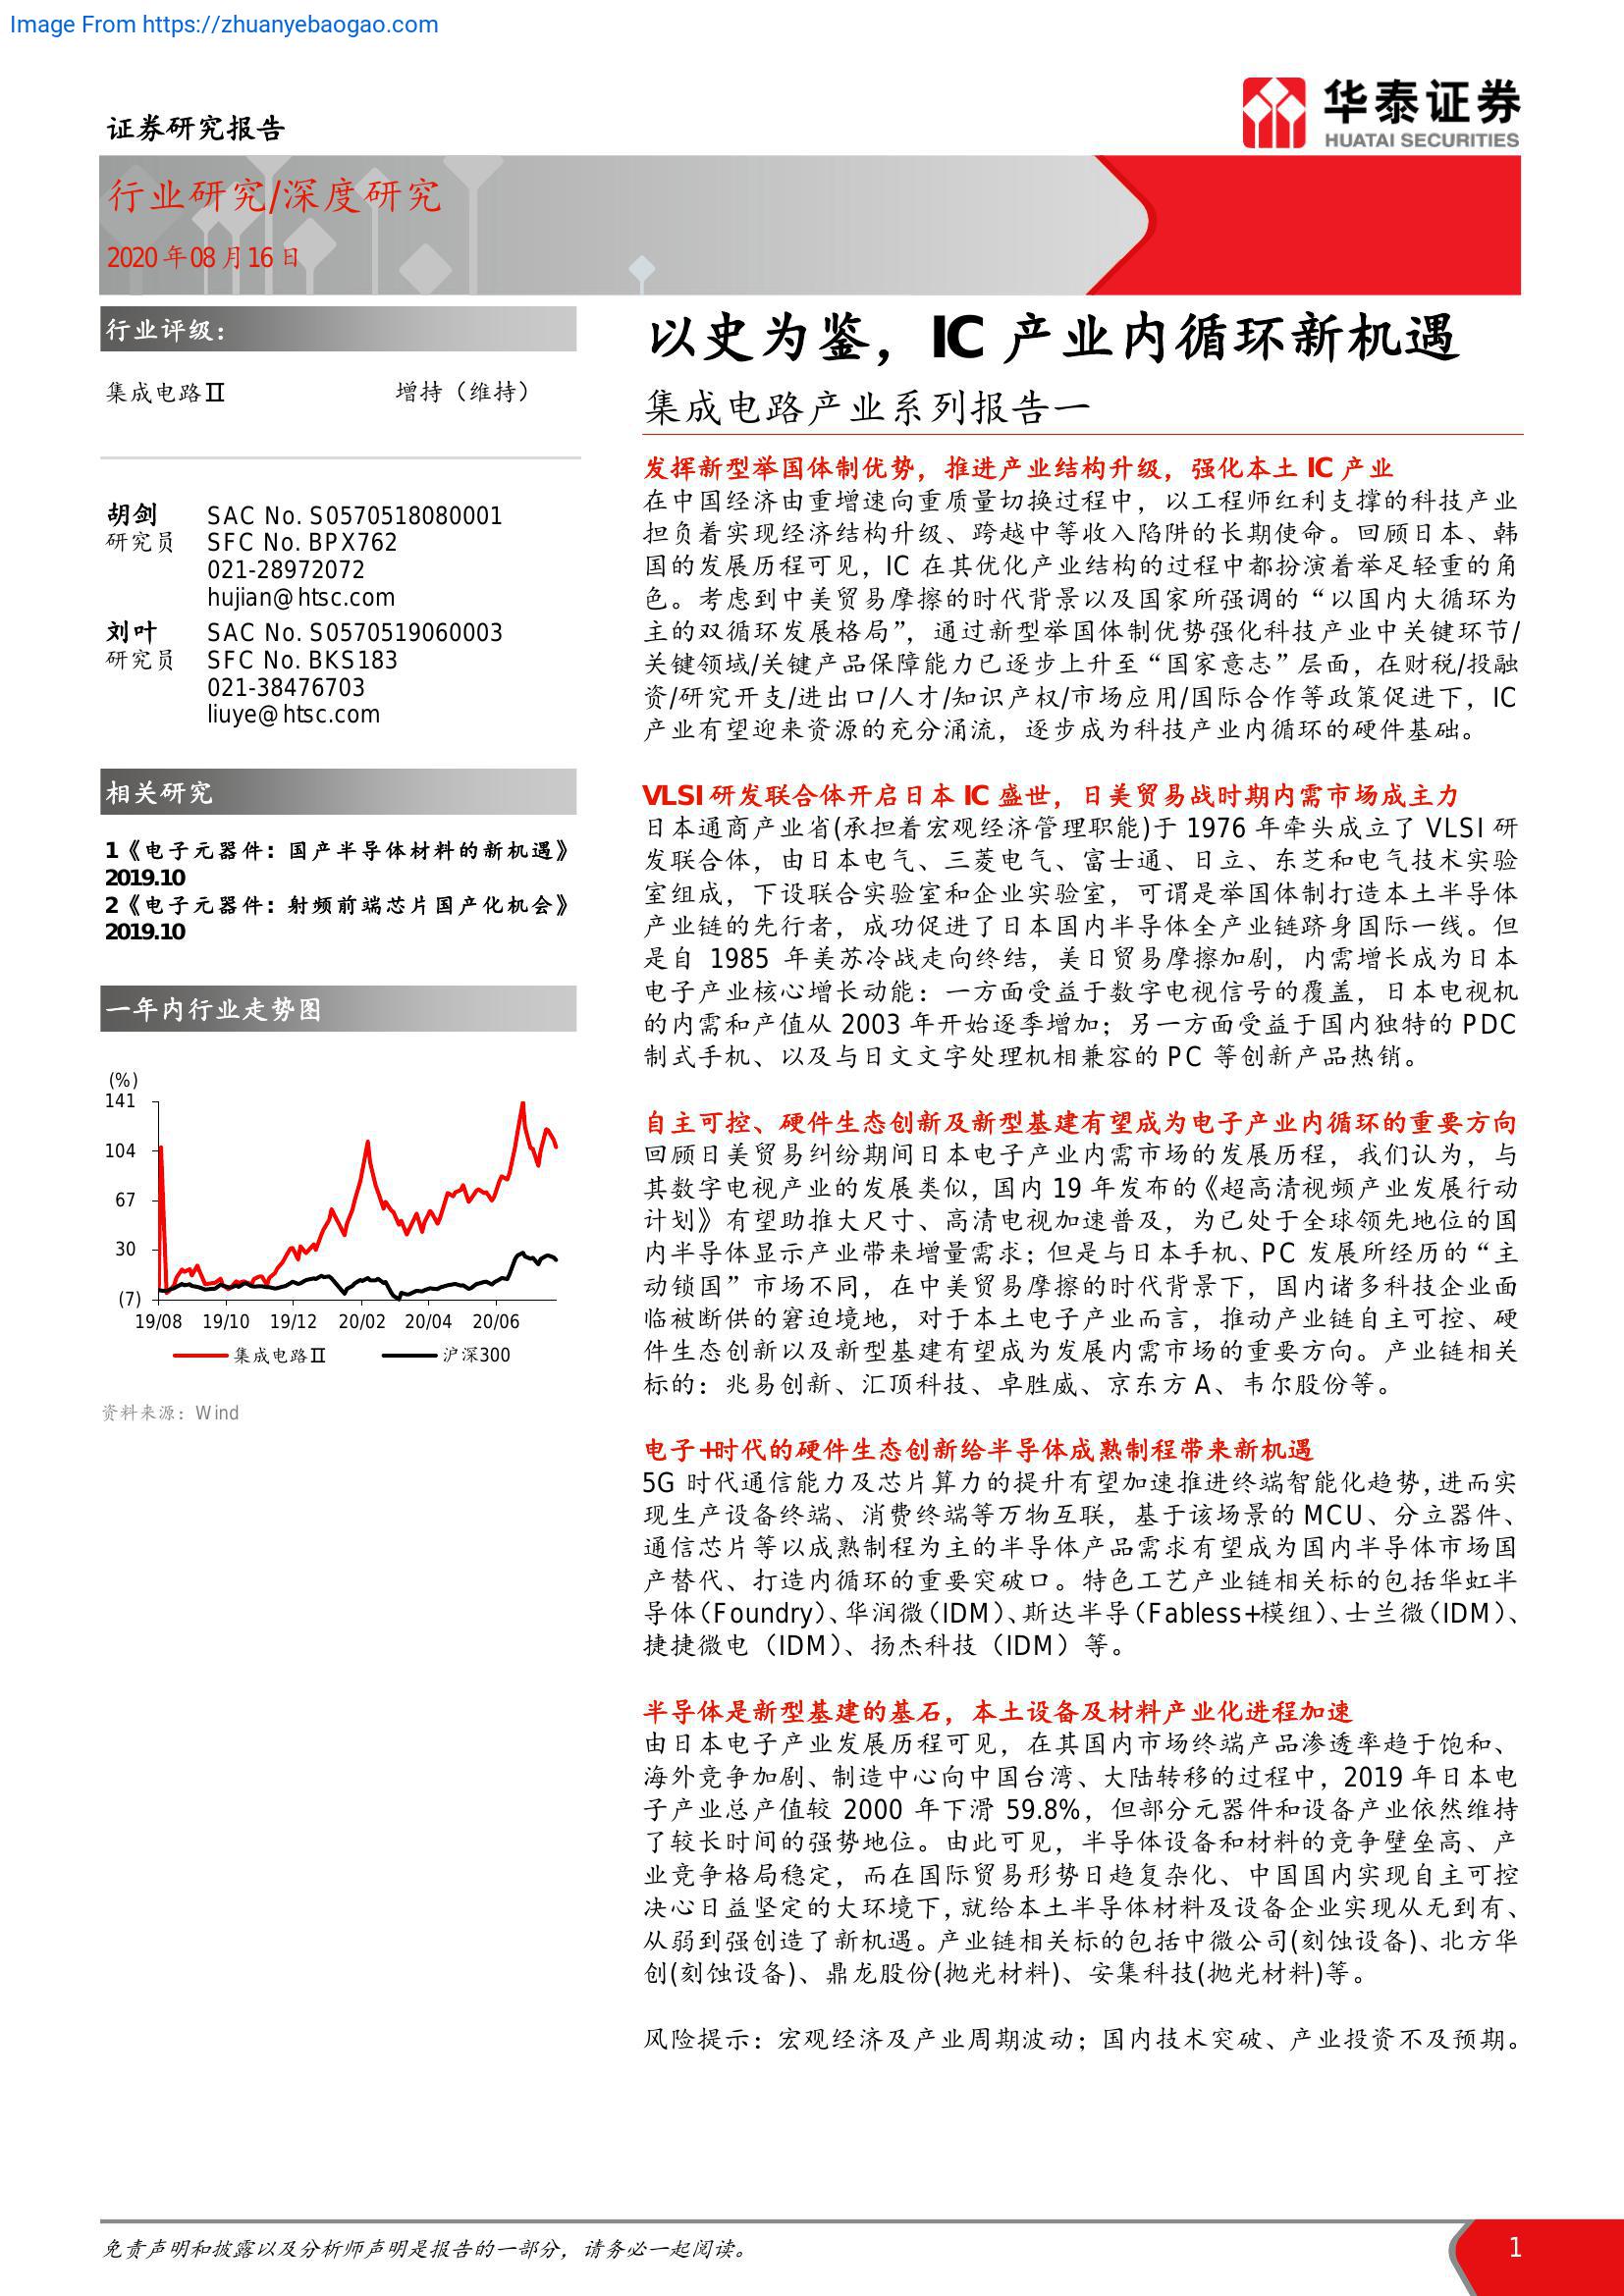 Image From https://zhuanyebaogao.com
证券研究报告
华泰证券
HUATAI SECURITIES
行业研究/深度研究
2020年08月16日
行业评级：
集成电路Ⅱ 增持（维持）
胡剑 SAC No. S0570518080001
研究员 SFC No. BPX762
021-28972072
hujian@htsc.com
刘叶 SAC No. S0570519060003
研究员 SFC No. BKS183
021-38476703
liuye@htsc.com
相关研究
1《电子元器件：国产半导体材料的新机遇》
2019.10
2《电子元器件：射频前端芯片国产化机会》
2019.10
一年内行业走势图
(%)
141
104
67
30
(7)
19/08 19/10 19/12 20/02 20/04 20/06
集成电路Ⅱ 沪深300
资料来源：Wind
以史为鉴，IC 产业内循环新机遇
集成电路产业系列报告一
发挥新型举国体制优势，推进产业结构升级，强化本土 IC 产业
在中国经济由重增速向重质量切换过程中，以工程师红利支撑的科技产业
担负着实现经济结构升级、跨越中等收入陷阱的长期使命。回顾日本、韩
国的发展历程可见，IC 在其优化产业结构的过程中都扮演着举足轻重的角
色。考虑到中美贸易摩擦的时代背景以及国家所强调的“以国内大循环为
主的双循环发展格局”，通过新型举国体制优势强化科技产业中关键环节/
关键领域/关键产品保障能力已逐步上升至“国家意志”层面，在财税/投融
资/研究开支/进出口/人才/知识产权/市场应用/国际合作等政策促进下，IC
产业有望迎来资源的充分涌流，逐步成为科技产业内循环的硬件基础。
VLSI 研发联合体开启日本 IC 盛世，日美贸易战时期内需市场成主力
日本通商产业省(承担着宏观经济管理职能)于 1976 年牵头成立了 VLSI 研
发联合体，由日本电气、三菱电气、富士通、日立、东芝和电气技术实验
室组成，下设联合实验室和企业实验室，可谓是举国体制打造本土半导体
产业链的先行者，成功促进了日本国内半导体全产业链跻身国际一线。但
是自 1985 年美苏冷战走向终结，美日贸易摩擦加剧，内需增长成为日本
电子产业核心增长动能：一方面受益于数字电视信号的覆盖，日本电视机
的内需和产值从 2003 年开始逐季增加；另一方面受益于国内独特的 PDC
制式手机、以及与日文文字处理机相兼容的 PC 等创新产品热销。
自主可控、硬件生态创新及新型基建有望成为电子产业内循环的重要方向
回顾日美贸易纠纷期间日本电子产业内需市场的发展历程，我们认为，与
其数字电视产业的发展类似，国内 19 年发布的《超高清视频产业发展行动
计划》有望助推大尺寸、高清电视加速普及，为已处于全球领先地位的国
内半导体显示产业带来增量需求；但是与日本手机、PC 发展所经历的“主
动锁国”市场不同，在中美贸易摩擦的时代背景下，国内诸多科技企业面
临被断供的窘迫境地，对于本土电子产业而言，推动产业链自主可控、硬
件生态创新以及新型基建有望成为发展内需市场的重要方向。产业链相关
标的：兆易创新、汇顶科技、卓胜威、京东方 A、韦尔股份等。
电子+时代的硬件生态创新给半导体成熟制程带来新机遇
5G 时代通信能力及芯片算力的提升有望加速推进终端智能化趋势，进而实
现生产设备终端、消费终端等万物互联，基于该场景的 MCU、分立器件、
通信芯片等以成熟制程为主的半导体产品需求有望成为国内半导体市场国
产替代、打造内循环的重要突破口。特色工艺产业链相关标的包括华虹半
导体（Foundry）、华润微（IDM）、斯达半导（Fabless+模组）、士兰微（IDM）、
捷捷微电（IDM）、扬杰科技（IDM）等。
半导体是新型基建的基石，本土设备及材料产业化进程加速
由日本电子产业发展历程可见，在其国内市场终端产品渗透率趋于饱和、
海外竞争加剧、制造中心向中国台湾、大陆转移的过程中，2019 年日本电
子产业总产值较 2000 年下滑 59.8%，但部分元器件和设备产业依然维持
了较长时间的强势地位。由此可见，半导体设备和材料的竞争壁垒高、产
业竞争格局稳定，而在国际贸易形势日趋复杂化、中国国内实现自主可控
决心日益坚定的大环境下，就给本土半导体材料及设备企业实现从无到有、
从弱到强创造了新机遇。产业链相关标的包括中微公司(刻蚀设备)、北方华
创(刻蚀设备)、鼎龙股份(抛光材料)、安集科技(抛光材料)等。
风险提示：宏观经济及产业周期波动；国内技术突破、产业投资不及预期。
免责声明和披露以及分析师声明是报告的一部分，请务必一起阅读。
1